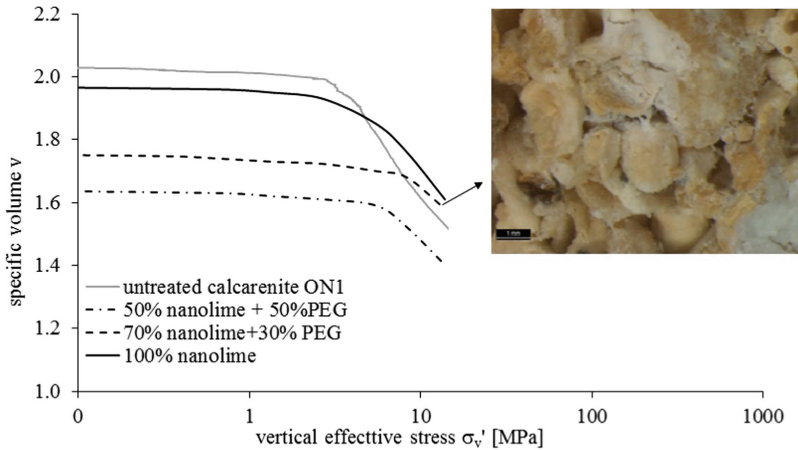 2.2
2.0
1.8
1.6
1.4
1.2
1.0
specific volume v
untreated calcarenite ON1
50% nanolime + 50%PEG
70% nanolime+30% PEG
100% nanolime
1 mm
0 1 10 100 1000
vertical effecttive stress σv' [MPa]